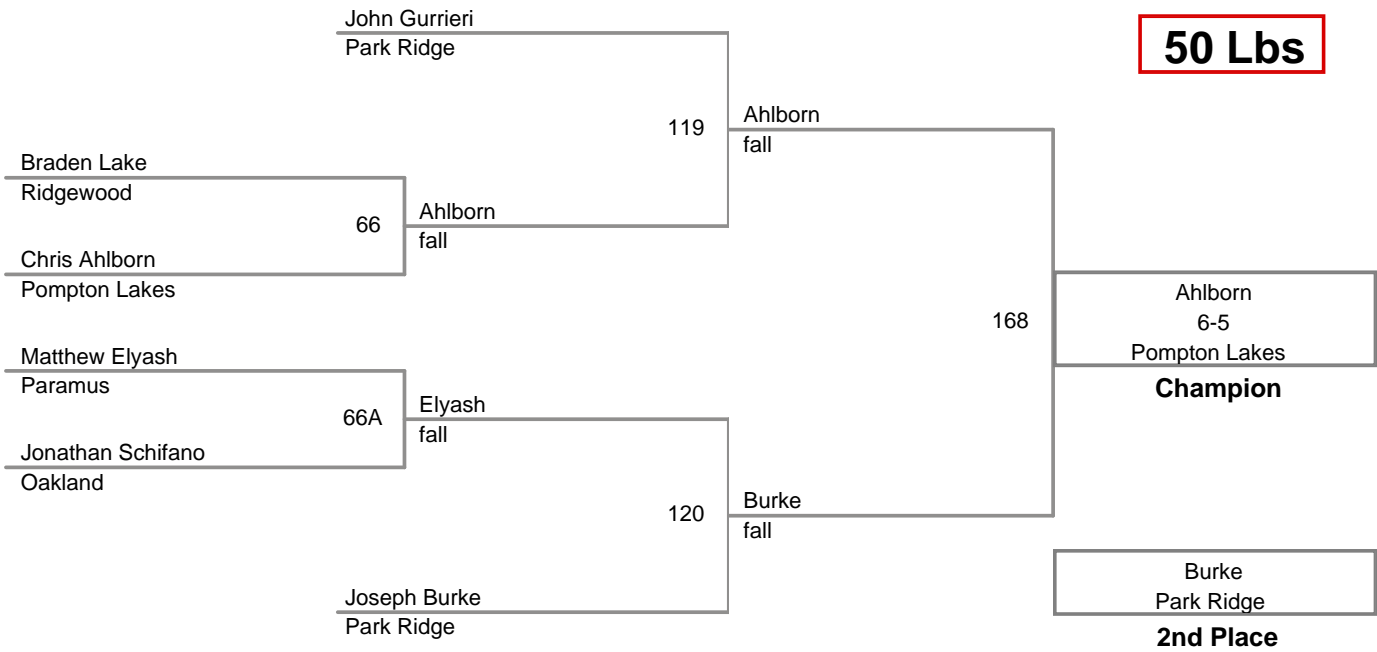 John Gurrieri
Park Ridge
50 Lbs
119
Ahlborn
fall
Braden Lake
Ridgewood
66
Ahlborn
fall
Chris Ahlborn
Pompton Lakes
168
Ahlborn
6-5
Pompton Lakes
Champion
Matthew Elyash
Paramus
66A
Elyash
fall
Jonathan Schifano
Oakland
120
Burke
fall
Joseph Burke
Park Ridge
Burke
Park Ridge
2nd Place